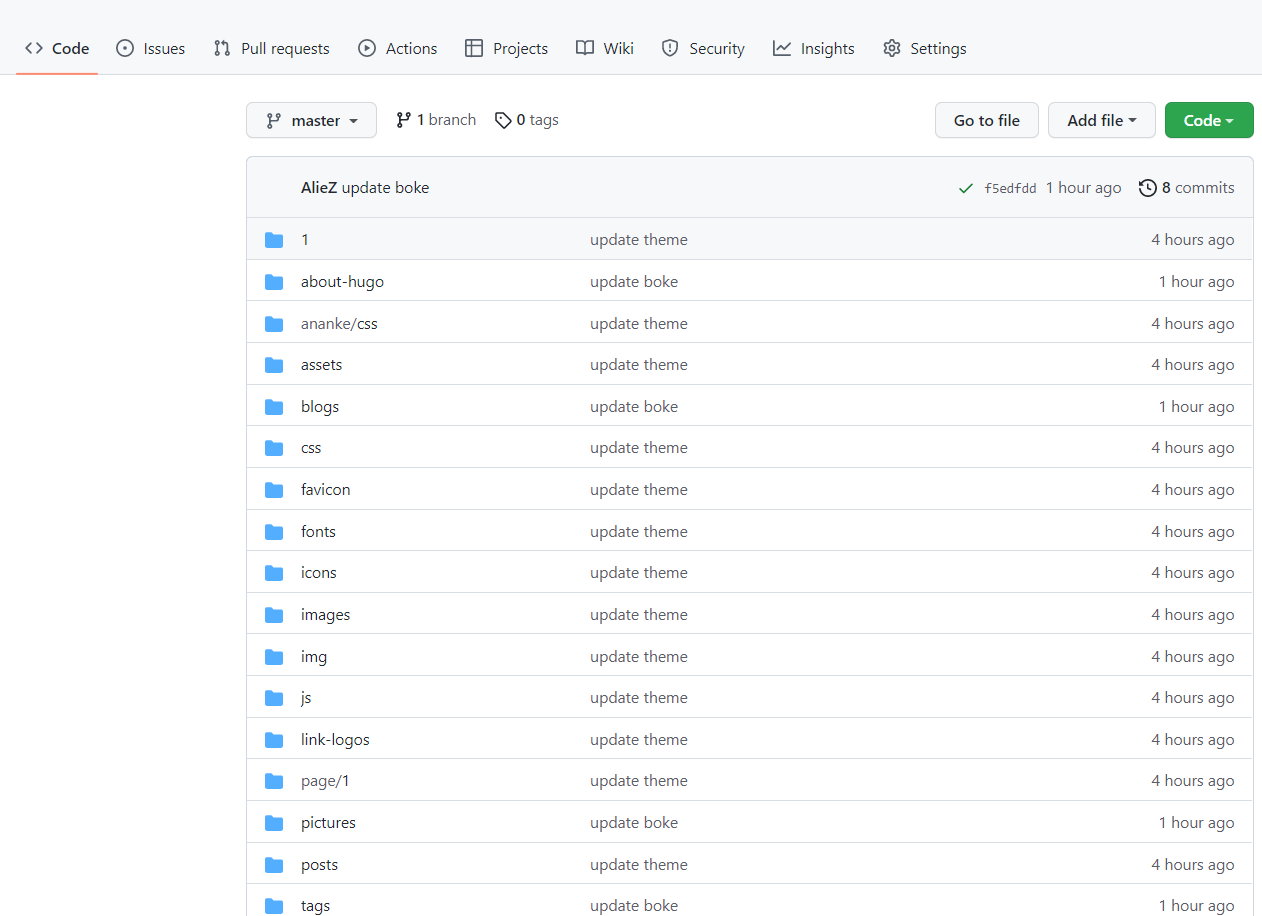 Code Issues Pull requests Actions Projects Wiki Security Insights Settings
master 1 branch 0 tags Go to file Add file Code
AlieZ update boke f5edfdd 1 hour ago 8 commits
1 update theme 4 hours ago
about-hugo update boke 1 hour ago
ananke/css update theme 4 hours ago
assets update theme 4 hours ago
blogs update boke 1 hour ago
css update theme 4 hours ago
favicon update theme 4 hours ago
fonts update theme 4 hours ago
icons update theme 4 hours ago
images update theme 4 hours ago
img update theme 4 hours ago
js update theme 4 hours ago
link-logos update theme 4 hours ago
page/1 update theme 4 hours ago
pictures update boke 1 hour ago
posts update theme 4 hours ago
tags update boke 1 hour ago